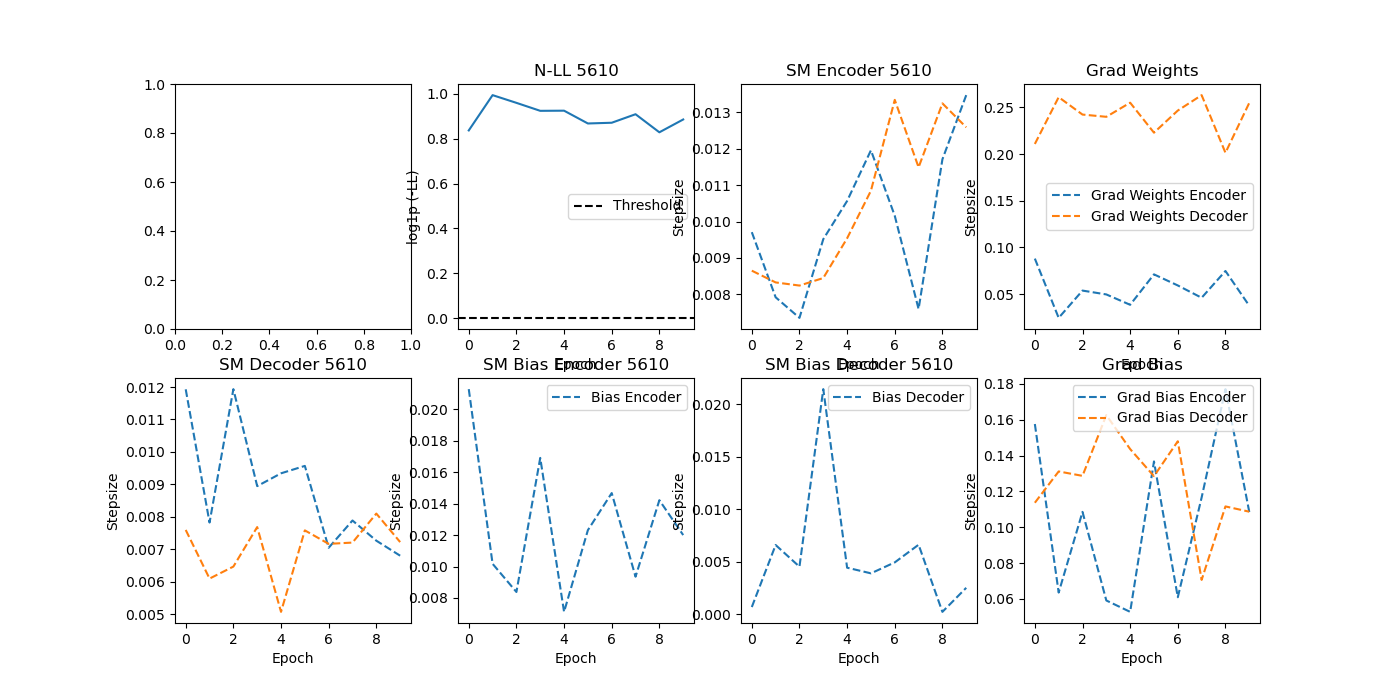 N-LL 5610
SM Encoder 5610
Grad Weights
1.0
0.8
0.6
0.4
0.2
0.0
0.0 0.2 0.4 0.6 0.8 1.0
log1p (-LL)
1.0
0.8
0.6
0.4
0.2
0.0
Threshold
0 2 4 6 8
Epoch
Stepsize
0.013
0.012
0.011
0.010
0.009
0.008
0 2 4 6 8
Epoch
Stepsize
0.25
0.20
0.10
0.05
Grad Weights Encoder
Grad Weights Decoder
0 2 4 6 8
Epoch
SM Decoder 5610
SM Bias Encoder 5610
SM Bias Decoder 5610
Grad Bias
Stepsize
0.012
0.011
0.010
0.009
0.008
0.007
0.006
0.005
0 2 4 6 8
Epoch
Stepsize
0.020
0.018
0.016
0.014
0.012
0.010
0.008
Bias Encoder
0 2 4 6 8
Epoch
Stepsize
0.020
0.015
0.010
0.005
0.000
Bias Decoder
0 2 4 6 8
Epoch
Stepsize
0.18
0.16
0.14
0.12
0.10
0.08
0.06
Grad Bias Encoder
Grad Bias Decoder
0 2 4 6 8
Epoch